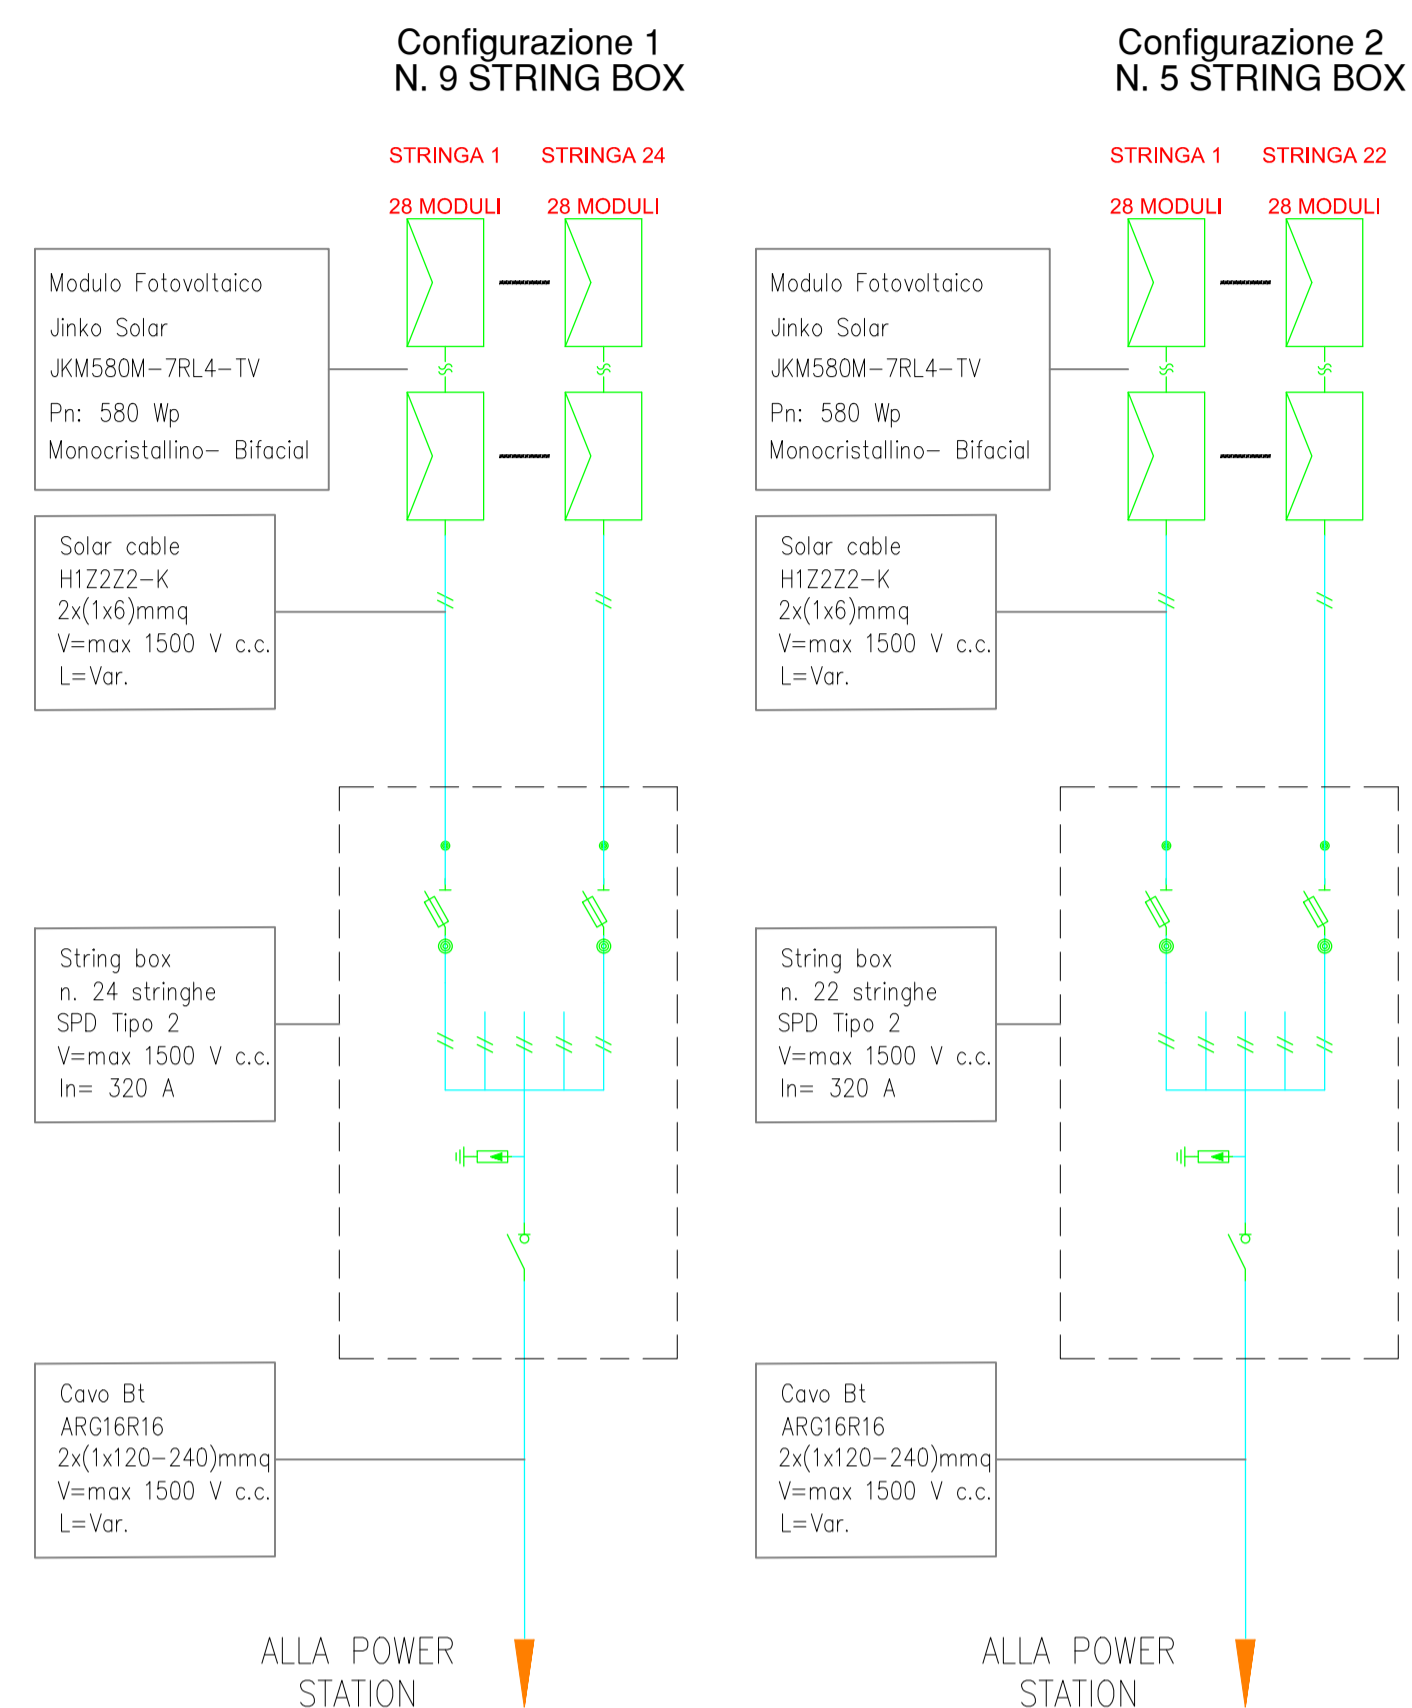 Configurazione 1
N. 9 STRING BOX
STRINGA 1 STRINGA 24
28 MODULI 28 MODULI
Modulo Fotovoltaico
Jinko Solar
JKM580M-7RL4-TV
Pn: 580 Wp
Monocristallino- Bifacial
Solar cable
H1Z2Z2-K
2x(1x6)mmq
V=max 1500 V c.c.
L=Var.
String box
n. 24 stringhe
SPD Tipo 2
V=max 1500 V c.c.
In= 320 A
Cavo Bt
ARG16R16
2x(1x120-240)mmq
V=max 1500 V c.c.
L=Var.
ALLA POWER
STATION
Configurazione 2
N. 5 STRING BOX
STRINGA 1 STRINGA 22
28 MODULI 28 MODULI
Modulo Fotovoltaico
Jinko Solar
JKM580M-7RL4-TV
Pn: 580 Wp
Monocristallino- Bifacial
Solar cable
H1Z2Z2-K
2x(1x6)mmq
V=max 1500 V c.c.
L=Var.
String box
n. 22 stringhe
SPD Tipo 2
V=max 1500 V c.c.
In= 320 A
Cavo Bt
ARG16R16
2x(1x120-240)mmq
V=max 1500 V c.c.
L=Var.
ALLA POWER
STATION